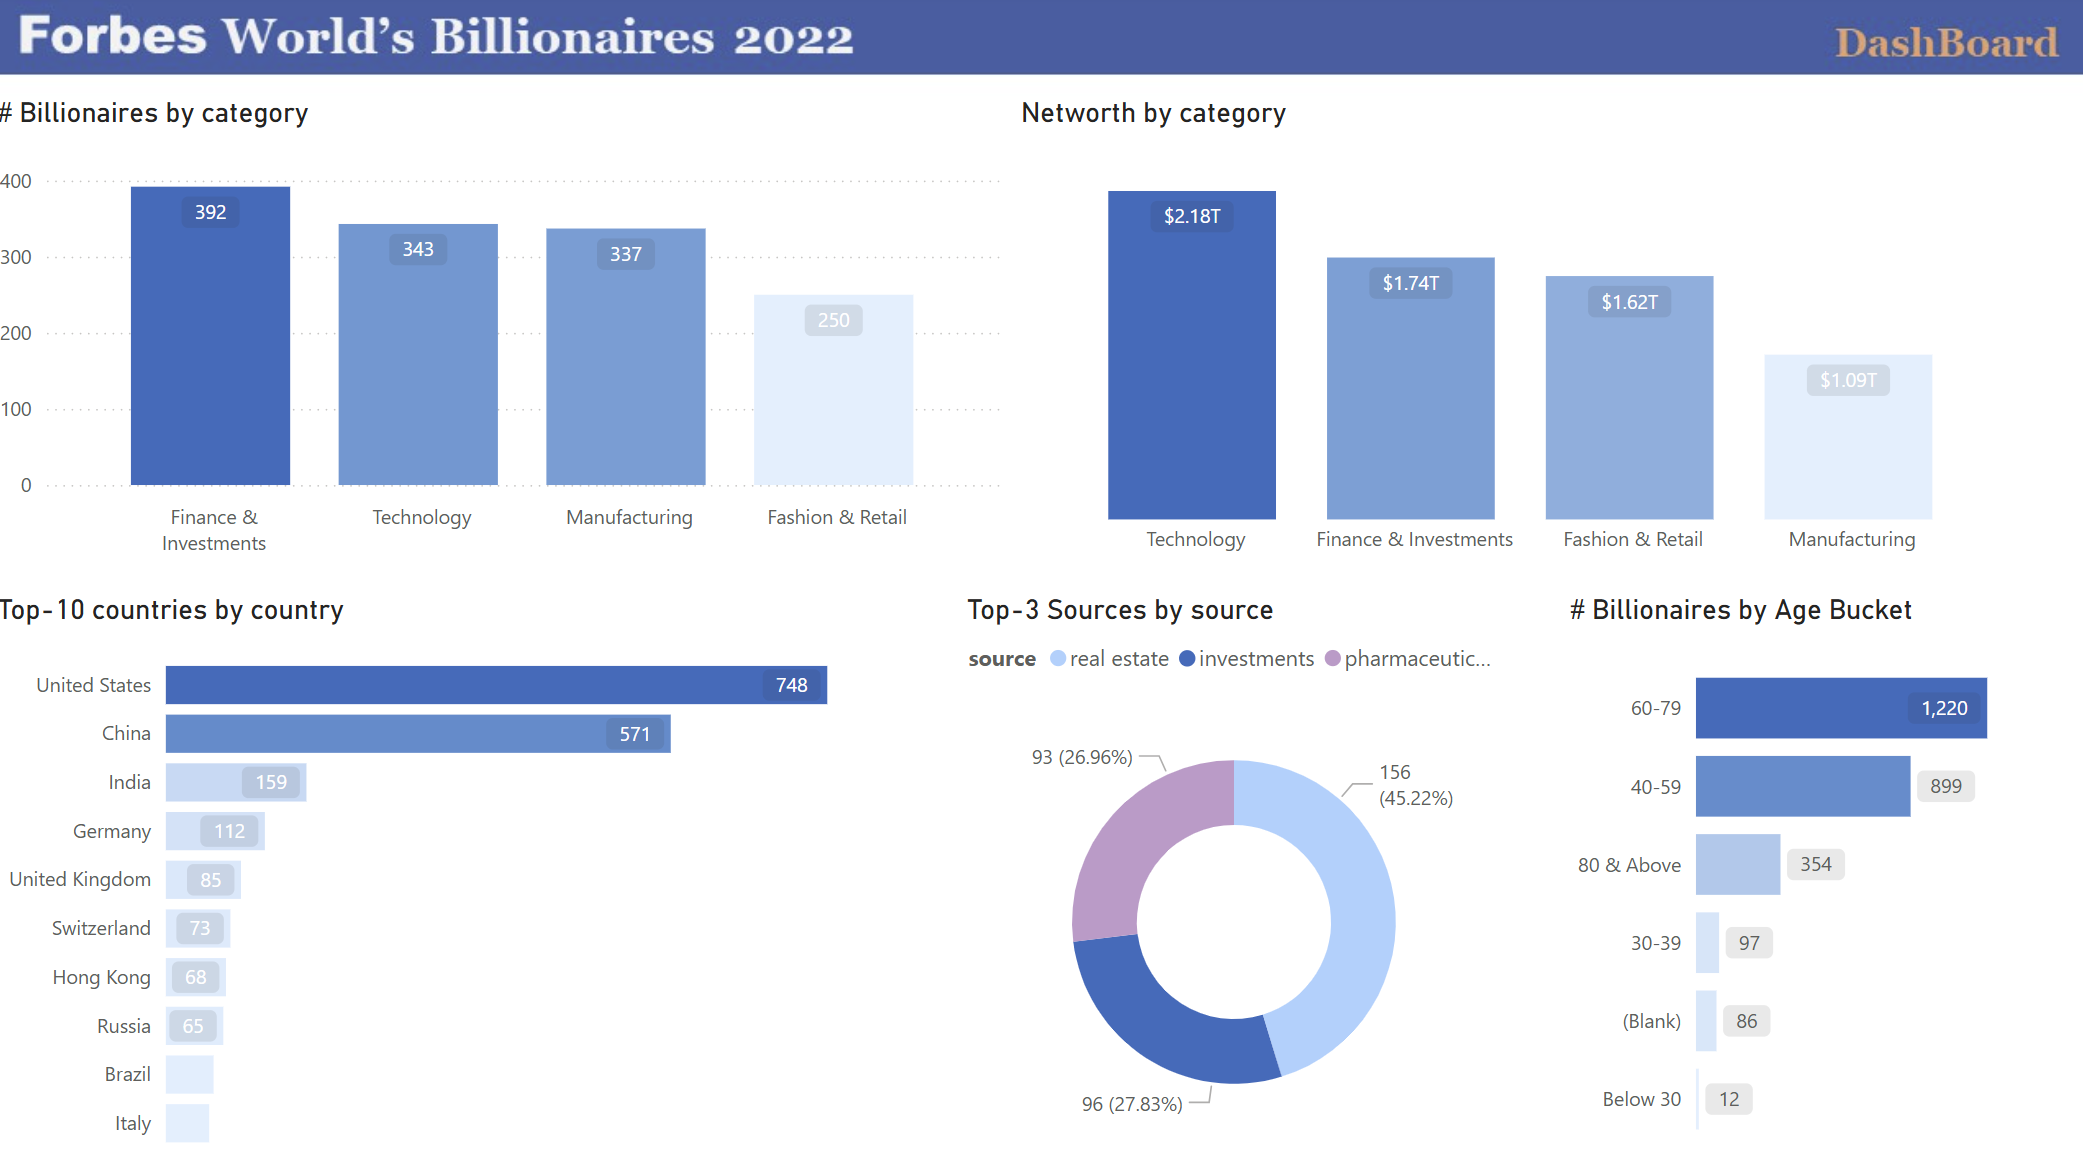 Forbes World's Billionaires 2022
DashBoard
# Billionaires by category
400
300
200
100
0
392
343
337
250
Finance &
Investments
Technology
Manufacturing
Fashion & Retail
Networth by category
$2.18T
$1.74T
$1.62T
$1.09T
Technology
Finance & Investments
Fashion & Retail
Manufacturing
Top-10 countries by country
United States 748
China 571
India 159
Germany 112
United Kingdom 85
Switzerland 73
Hong Kong 68
Russia 65
Brazil
Italy
Top-3 Sources by source
source real estate investments pharmaceutic...
93 (26.96%)
156
(45.22%)
96 (27.83%)
# Billionaires by Age Bucket
60-79 1,220
40-59 899
80 & Above 354
30-39 97
(Blank) 86
Below 30 12